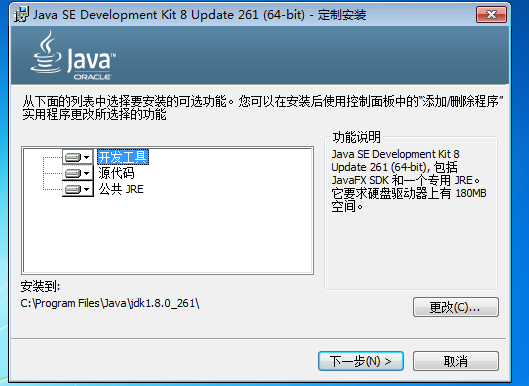 Java SE Development Kit 8 Update 261 (64-bit) - 定制安装
Java™
ORACLE
从下面的列表中选择要安装的可选功能。您可以在安装后使用控制面板中的“添加/删除程序”
实用程序更改所选择的功能
开发工具
源代码
公共 JRE
功能说明
Java SE Development Kit 8
Update 261 (64-bit), 包括
JavaFX SDK 和一个专用 JRE。
它要求硬盘驱动器上有 180MB
空间。
安装到:
C:\Program Files\Java\jdk1.8.0_261\
更改(C)...
下一步(N) >
取消